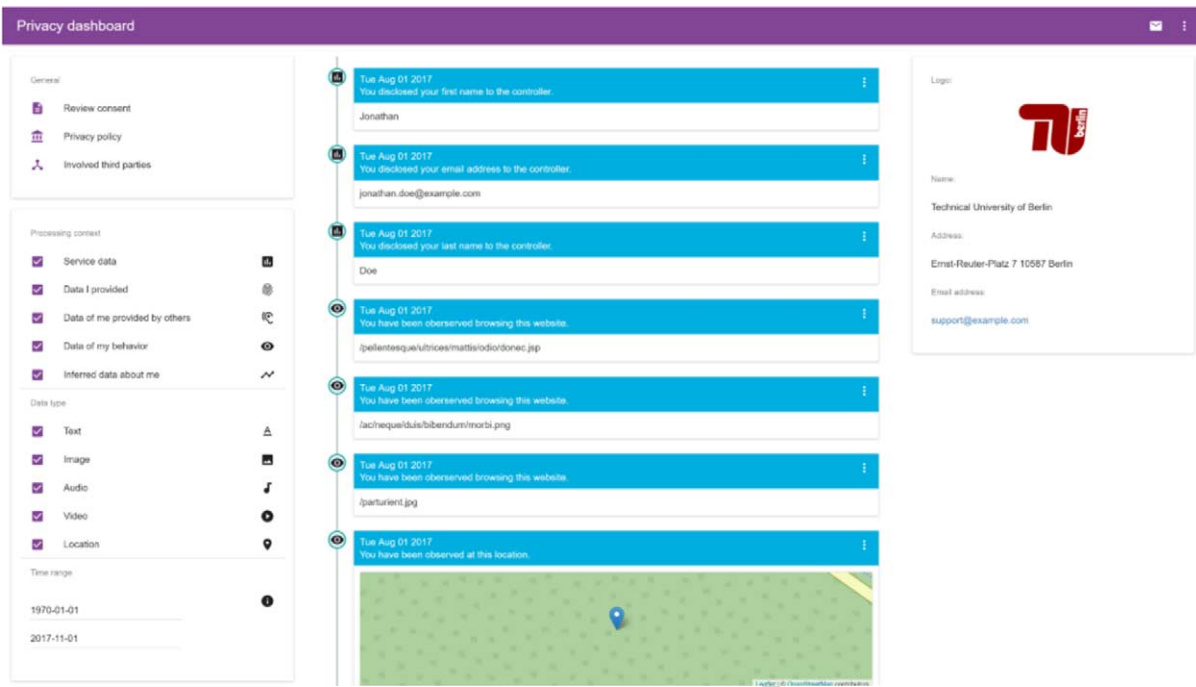 Privacy dashboard
General
Review consent
Privacy policy
Involved third parties
Processing context
Service data
Data I provided
Data of me provided by others
Data of my behavior
Inferred data about me
Data type
Text
Image
Audio
Video
Location
Time range
1970-01-01
2017-11-01
Tue Aug 01 2017
You disclosed your first name to the controller.
Jonathan
Tue Aug 01 2017
You disclosed your email address to the controller.
jonathan.doe@example.com
Tue Aug 01 2017
You disclosed your last name to the controller.
Doe
Tue Aug 01 2017
You have been oberserved browsing this website.
/pellentesque/ultrices/mattis/odio/donec.jsp
Tue Aug 01 2017
You have been oberserved browsing this website.
/ac/neque/duis/bibendum/morbi.png
Tue Aug 01 2017
You have been oberserved browsing this website.
/parturient.jpg
Tue Aug 01 2017
You have been observed at this location.
Leaflet | © OpenStreetMap contributors
Logo:
berlin
Name:
Technical University of Berlin
Address:
Ernst-Reuter-Platz 7 10587 Berlin
Email address:
support@example.com